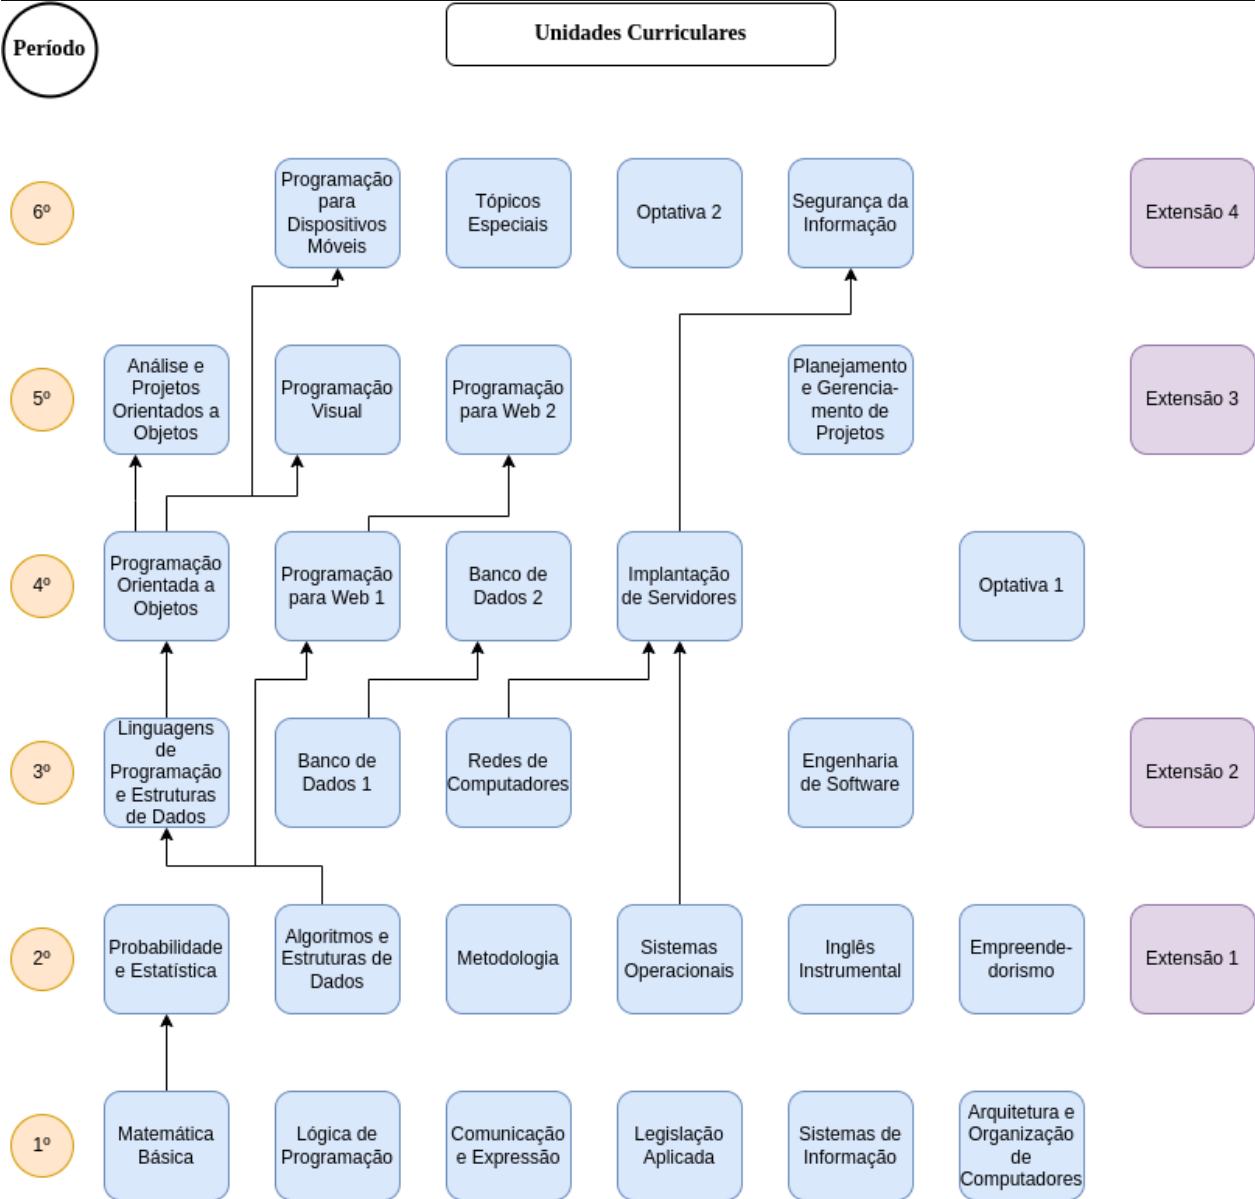 Período
Unidades Curriculares
6º
Programação
para
Dispositivos
Móveis
Tópicos
Especiais
Optativa 2
Segurança da
Informação
Extensão 4
5º
Análise e
Projetos
Orientados a
Objetos
Programação
Visual
Programação
para Web 2
Planejamento
e Gerencia-
mento de
Projetos
Extensão 3
4º
Programação
Orientada a
Objetos
Programação
para Web 1
Banco de
Dados 2
Implantação
de Servidores
Optativa 1
3º
Linguagens
de
Programação
e Estruturas
de Dados
Banco de
Dados 1
Redes de
Computadores
Engenharia
de Software
Extensão 2
2º
Probabilidade
e Estatística
Algoritmos e
Estruturas de
Dados
Metodologia
Sistemas
Operacionais
Inglês
Instrumental
Empreende-
dorismo
Extensão 1
1º
Matemática
Básica
Lógica de
Programação
Comunicação
e Expressão
Legislação
Aplicada
Sistemas de
Informação
Arquitetura e
Organização
de
Computadores